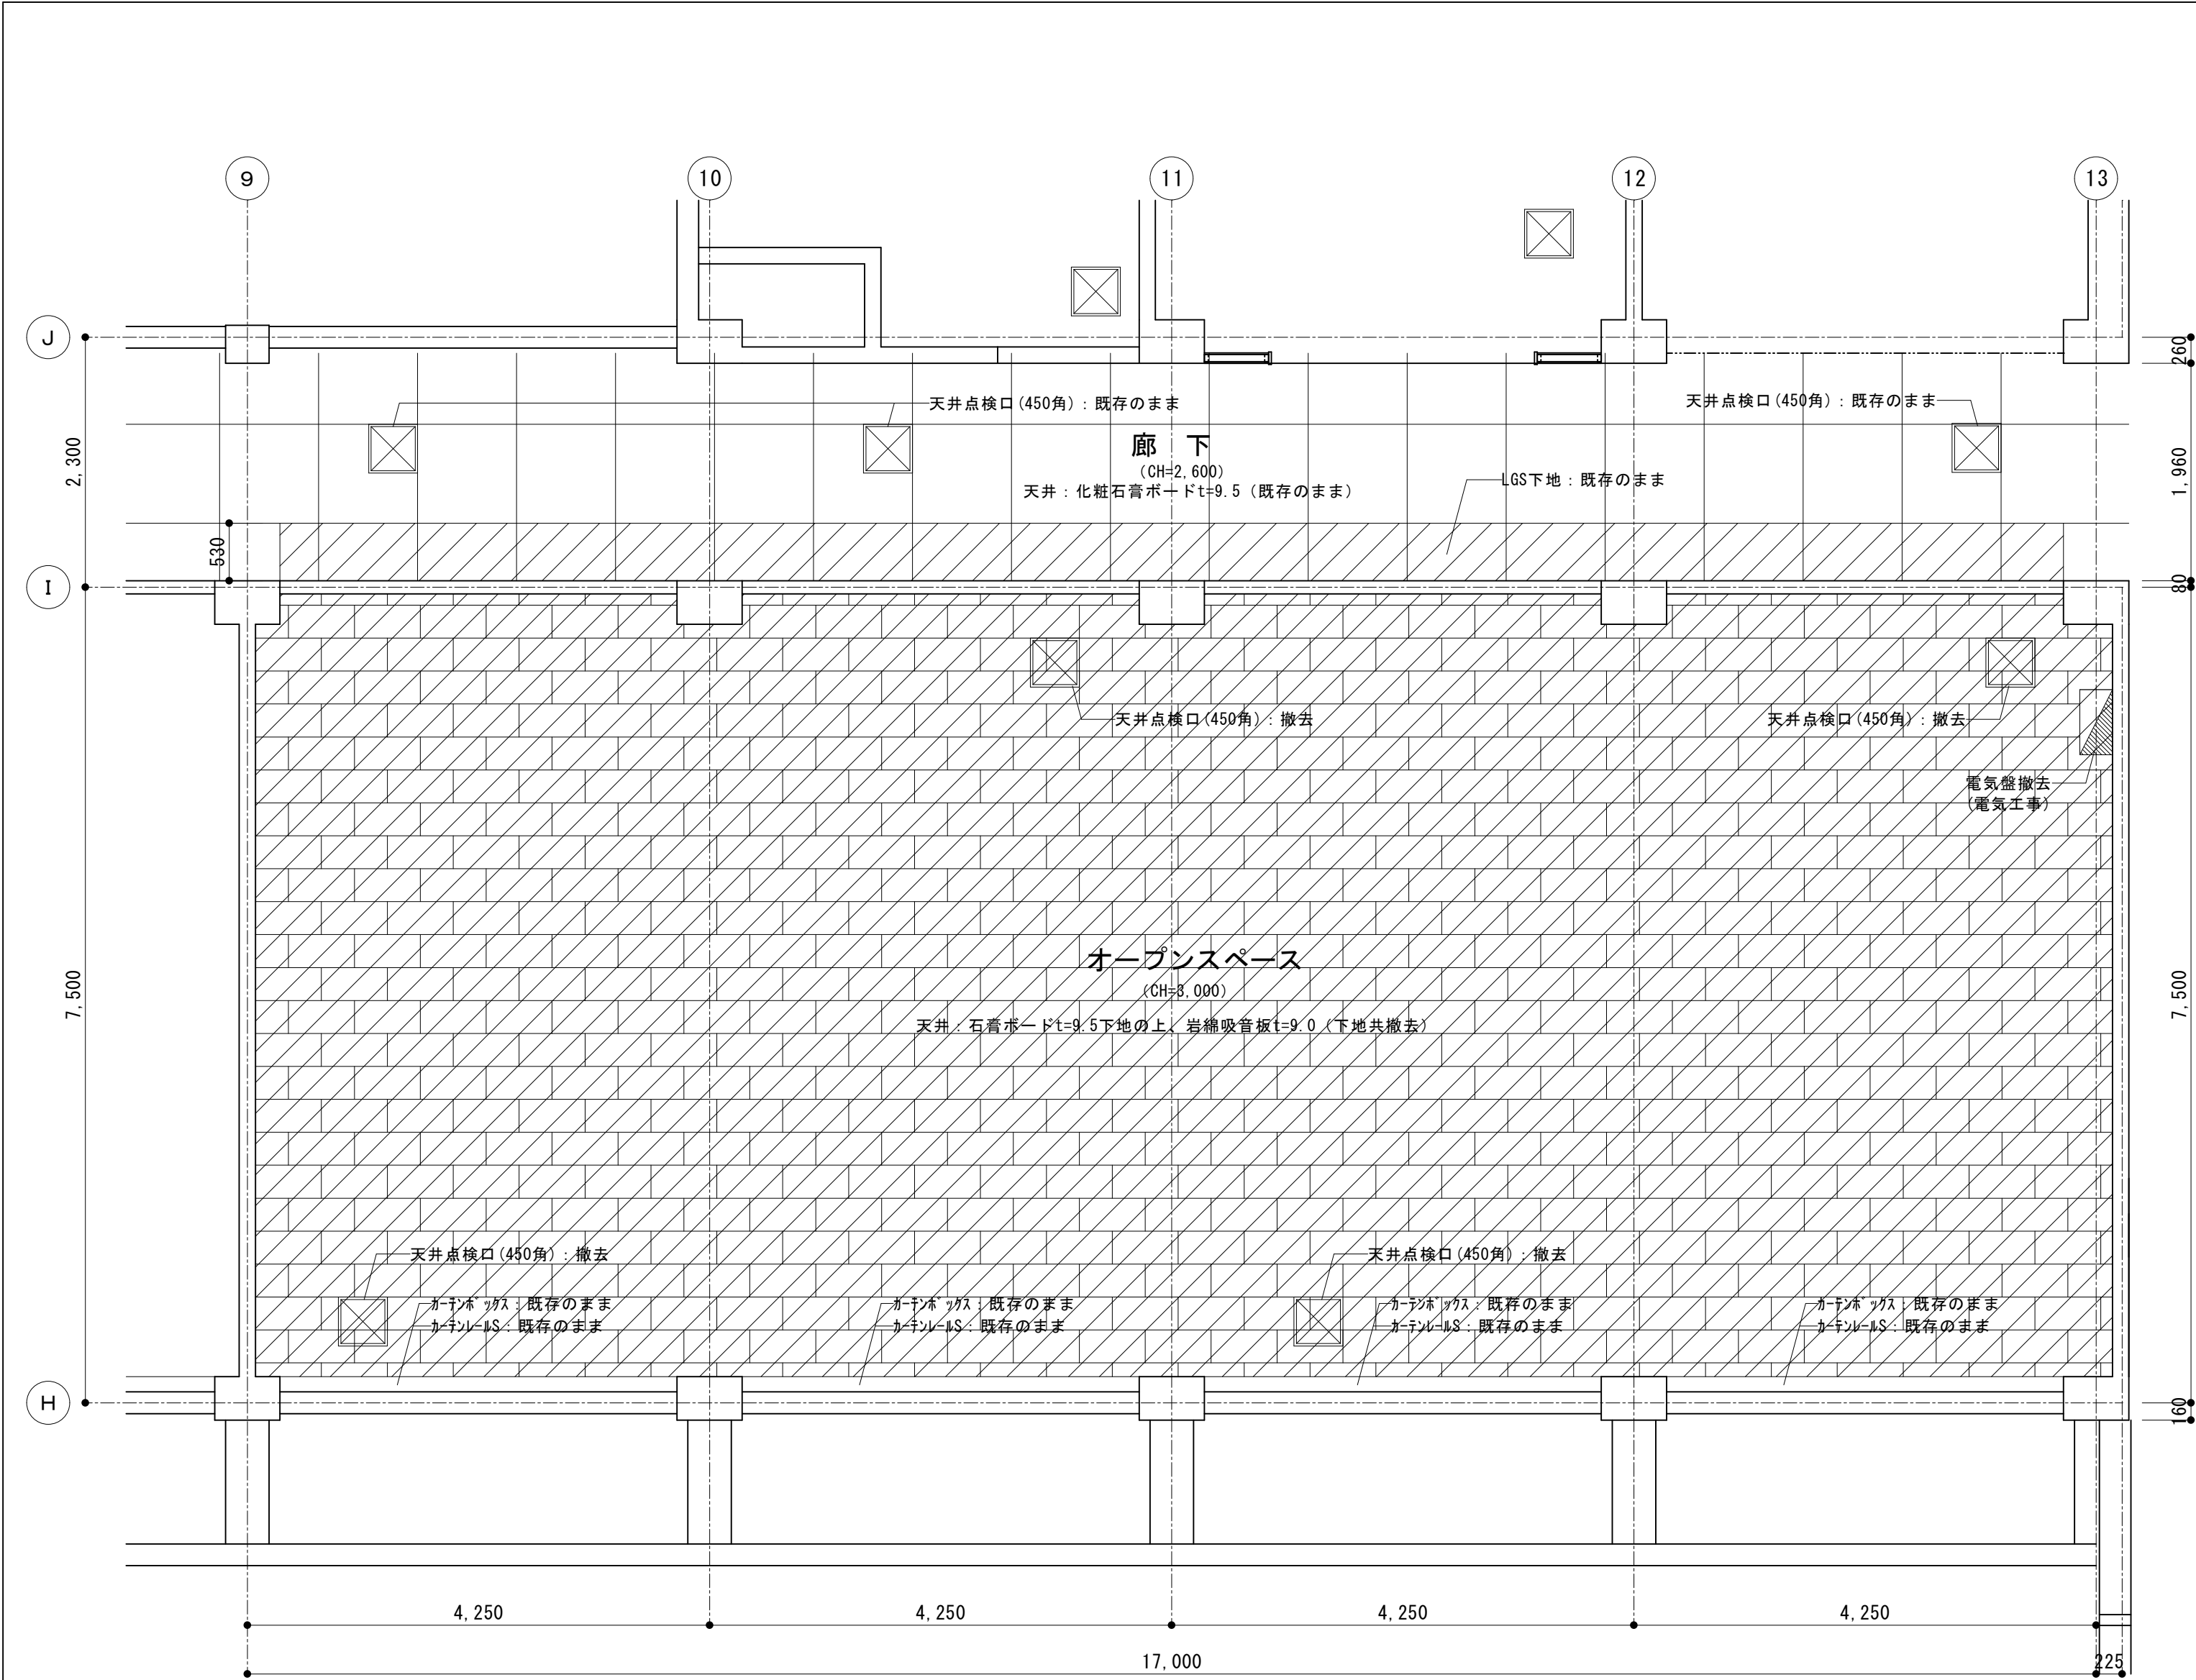 9
10
11
12
13
J
260
天井点検口(450角):既存のまま
天井点検口(450角):既存のまま
廊 下
(CH=2,600)
天井:化粧石膏ボードt=9.5(既存のまま)
LGS下地:既存のまま
2,300
1,960
530
I
80
天井点検口(450角):撤去
天井点検口(450角):撤去
電気盤撤去
(電気工事)
オープンスペース
(CH=3,000)
天井:石膏ボードt=9.5下地の上、岩綿吸音板t=9.0(下地共撤去)
7,500
7,500
天井点検口(450角):撤去
天井点検口(450角):撤去
カーテンボックス:既存のまま
カーテンレールS:既存のまま
カーテンボックス:既存のまま
カーテンレールS:既存のまま
カーテンボックス:既存のまま
カーテンレールS:既存のまま
カーテンボックス:既存のまま
カーテンレールS:既存のまま
H
160
4,250
4,250
4,250
4,250
17,000
225